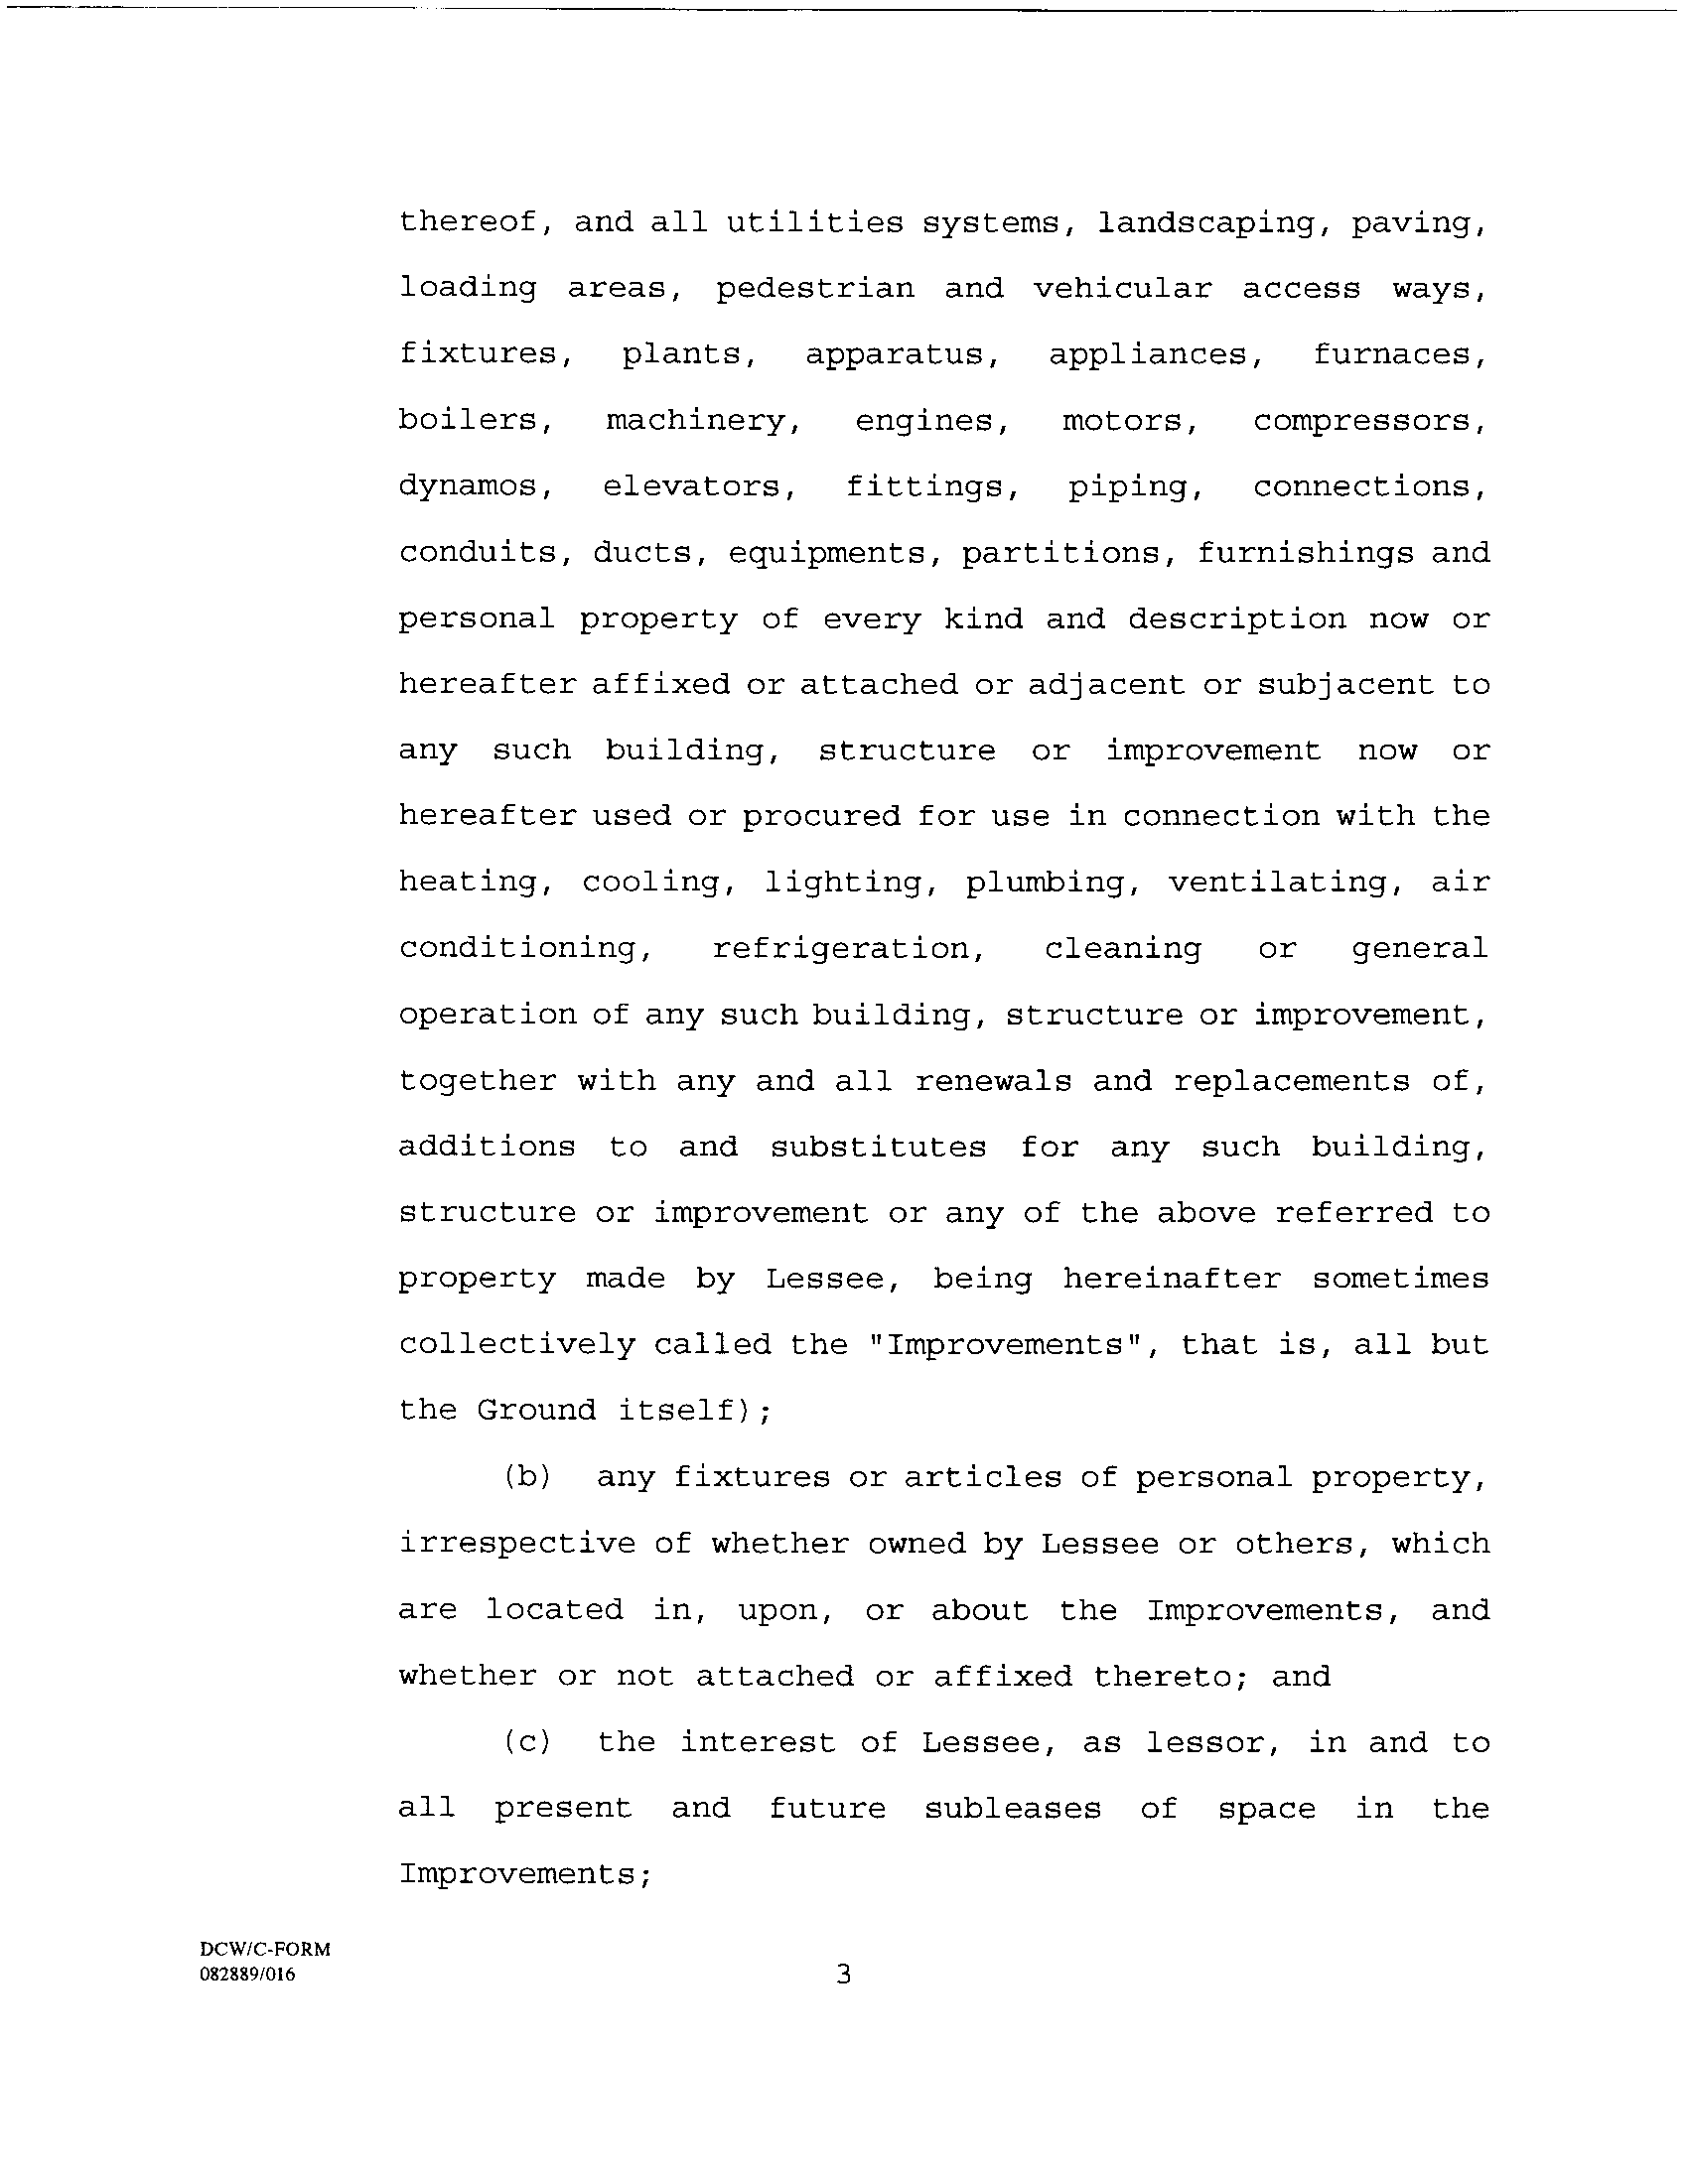 thereof, and all utilities systems, landscaping, paving,
loading areas, pedestrian and vehicular access ways,
fixtures, plants, apparatus, appliances, furnaces,
boilers, machinery, engines, motors, compressors,
dynamos, elevators, fittings, piping, connections,
conduits, ducts, equipments, partitions, furnishings and
personal property of every kind and description now or
hereafter affixed or attached or adjacent or subjacent to
any such building, structure or improvement now or
hereafter used or procured for use in connection with the
heating, cooling, lighting, plumbing, ventilating, air
conditioning, refrigeration, cleaning or general
operation of any such building, structure or improvement,
together with any and all renewals and replacements of,
additions to and substitutes for any such building,
structure or improvement or any of the above referred to
property made by Lessee, being hereinafter sometimes
collectively called the "Improvements", that is, all but
the Ground itself);
(b) any fixtures or articles of personal property,
irrespective of whether owned by Lessee or others, which
are located in, upon, or about the Improvements, and
whether or not attached or affixed thereto; and
(c) the interest of Lessee, as lessor, in and to
all present and future subleases of space in the
Improvements;
DCW/C-FORM
082889/016
3